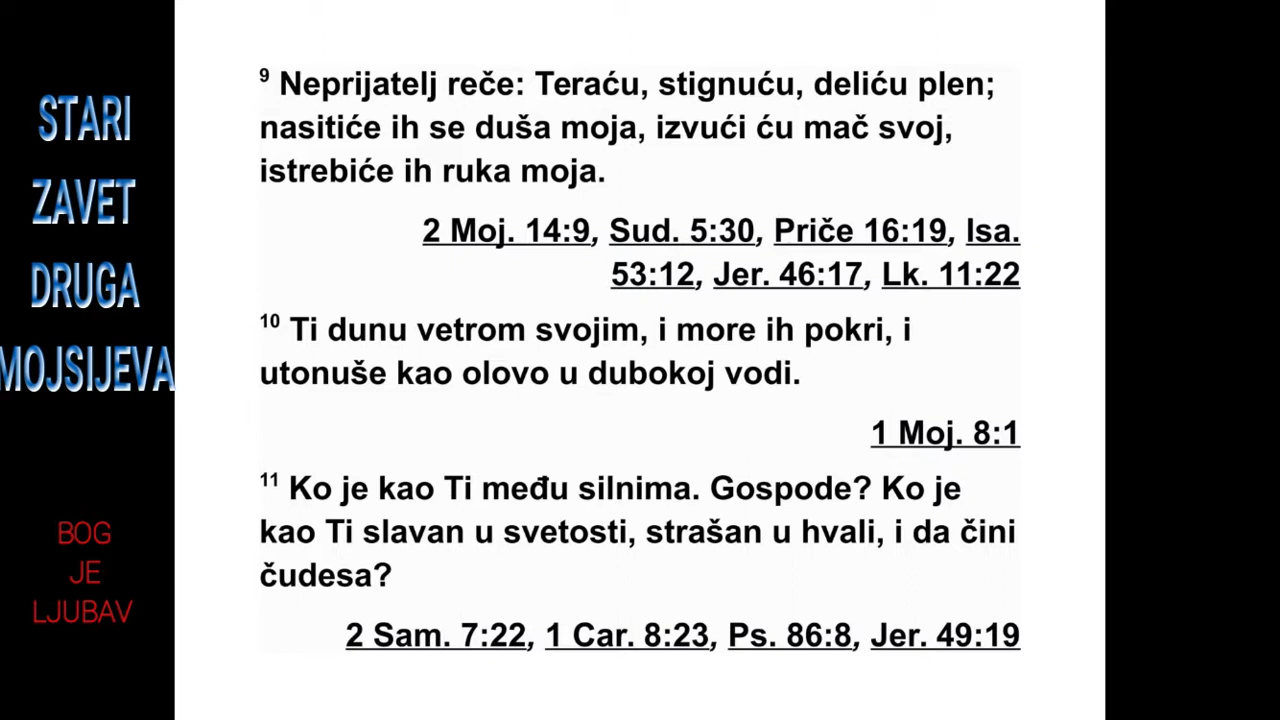 STARI
ZAVET
DRUGA
MOJSIJEVA
BOG
JE
LJUBAV
9 Neprijatelj reče: Teraću, stignuću, deliću plen;
nasitiće ih se duša moja, izvući ću mač svoj,
istrebiće ih ruka moja.
2 Moj. 14:9, Sud. 5:30, Priče 16:19, Isa.
53:12, Jer. 46:17, Lk. 11:22
10 Ti dunu vetrom svojim, i more ih pokri, i
utonuše kao olovo u dubokoj vodi.
1 Moj. 8:1
11 Ko je kao Ti među silnima. Gospode? Ko je
kao Ti slavan u svetosti, strašan u hvali, i da čini
čudesa?
2 Sam. 7:22, 1 Car. 8:23, Ps. 86:8, Jer. 49:19